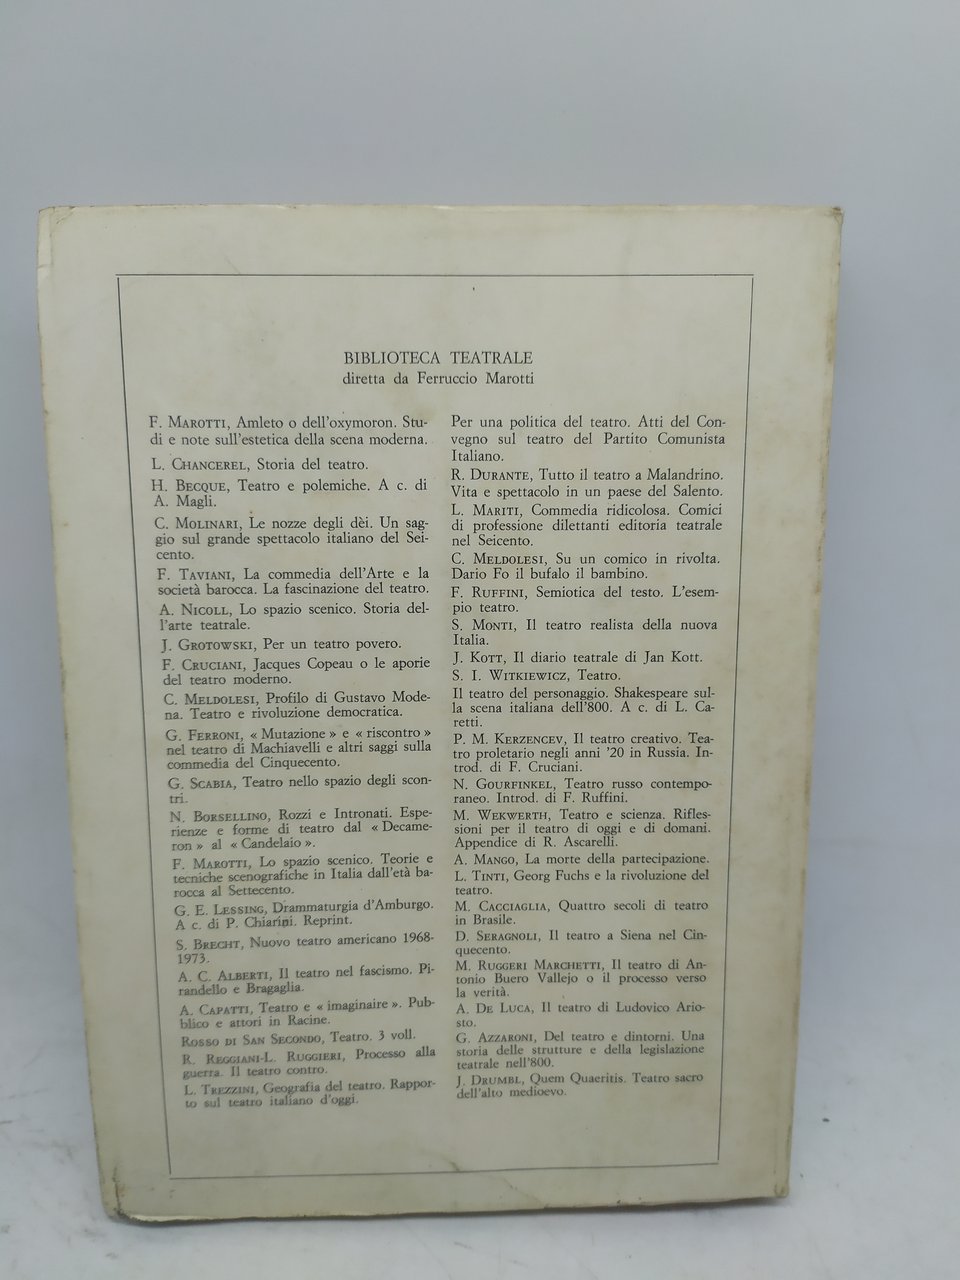 BIBLIOTECA TEATRALE
diretta da Ferruccio Marotti
F. MAROTTI, Amleto o dell'oxymoron. Stu-
di e note sull'estetica della scena moderna.
L. CHANCEREL, Storia del teatro.
H. BECQUE, Teatro e polemiche. A c. di
A. Magli.
C. MOLINARI, Le nozze degli dèi. Un sag-
gio sul grande spettacolo italiano del Sei-
cento.
F. TAVIANI, La commedia dell'Arte e la
società barocca. La fascinazione del teatro.
A. NICOLL, Lo spazio scenico. Storia del-
l'arte teatrale.
J. GROTOWSKI, Per un teatro povero.
F. CRUCIANI, Jacques Copeau o le aporie
del teatro moderno.
C. MELDOLESI, Profilo di Gustavo Mode-
na. Teatro e rivoluzione democratica.
G. FERRONI, « Mutazione » e « riscontro »
nel teatro di Machiavelli e altri saggi sulla
commedia del Cinquecento.
G. SCABIA, Teatro nello spazio degli scon-
tri.
N. BORSELLINO, Rozzi e Intronati. Espe-
rienze e forme di teatro dal « Decame-
ron » al « Candelaio ».
F. MAROTTI, Lo spazio scenico. Teorie e
tecniche scenografiche in Italia dall'età ba-
rocca al Settecento.
G. E. LESSING, Drammaturgia d'Amburgo.
A c. di P. Chiarini. Reprint.
S. BRECHT, Nuovo teatro americano 1968-
1973.
A. C. ALBERTI, Il teatro nel fascismo. Pi-
randello e Bragaglia.
A. CAPATTI, Teatro e « imaginaire ». Pub-
blico e attori in Racine.
ROSSO DI SAN SECONDO, Teatro. 3 voll.
R. REGGIANI-L. RUGGIERI, Processo alla
guerra. Il teatro contro.
L. TREZZINI, Geografia del teatro. Rappor-
to sul teatro italiano d'oggi.
Per una politica del teatro. Atti del Con-
vegno sul teatro del Partito Comunista
Italiano.
R. DURANTE, Tutto il teatro a Malandrino.
Vita e spettacolo in un paese del Salento.
L. MARITI, Commedia ridicolosa. Comici
di professione dilettanti editoria teatrale
nel Seicento.
C. MELDOLESI, Su un comico in rivolta.
Dario Fo il bufalo il bambino.
F. RUFFINI, Semiotica del testo. L'esem-
pio teatro.
S. MONTI, Il teatro realista della nuova
Italia.
J. KOTT, Il diario teatrale di Jan Kott.
S. I. WITKIEWICZ, Teatro.
Il teatro del personaggio. Shakespeare sul-
la scena italiana dell'800. A c. di L. Ca-
retti.
P. M. KERZENCEV, Il teatro creativo. Tea-
tro proletario negli anni '20 in Russia. In-
trod. di F. Cruciani.
N. GOURFINKEL, Teatro russo contempo-
raneo. Introd. di F. Ruffini.
M. WEKWERTH, Teatro e scienza. Rifles-
sioni per il teatro di oggi e di domani.
Appendice di R. Ascarelli.
A. MANGO, La morte della partecipazione.
L. TINTI, Georg Fuchs e la rivoluzione del
teatro.
M. CACCIAGLIA, Quattro secoli di teatro
in Brasile.
D. SERAGNOLI, Il teatro a Siena nel Cin-
quecento.
M. RUGGERI MARCHETTI, Il teatro di An-
tonio Buero Vallejo o il processo verso
la verità.
A. DE LUCA, Il teatro di Ludovico Ario-
sto.
G. AZZARONI, Del teatro e dintorni. Una
storia delle strutture e della legislazione
teatrale nell'800.
J. DRUMBL, Quem Quaeritis. Teatro sacro
dell'alto medioevo.